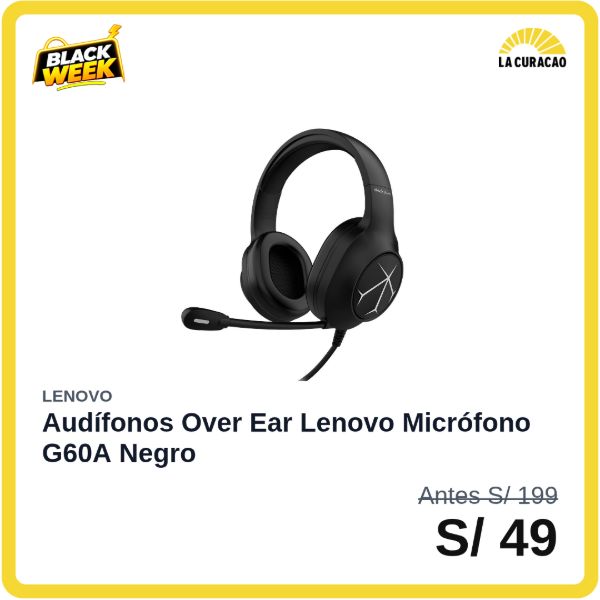 BLACK
WEEK
LA CURACAO
LENOVO
Audífonos Over Ear Lenovo Micrófono
G60A Negro
Antes S/ 199
S/ 49